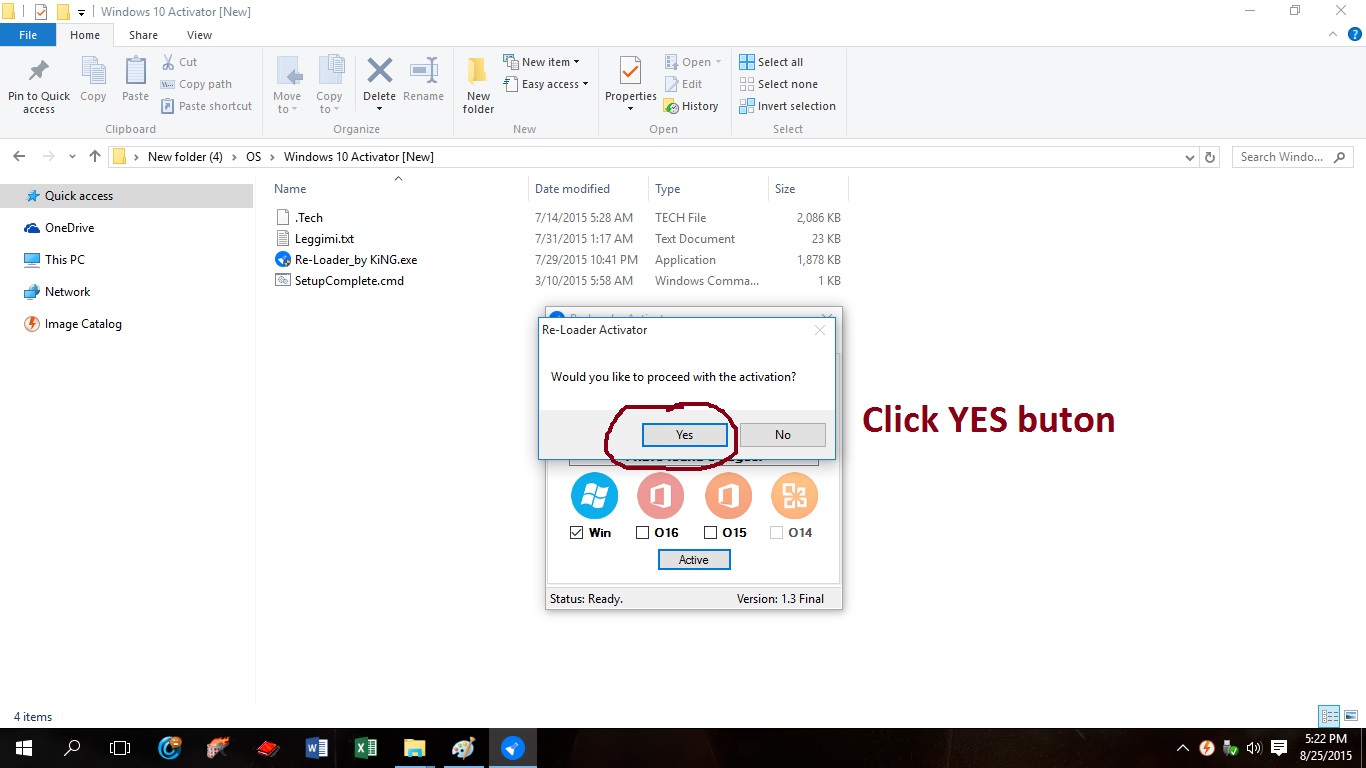 Windows 10 Activator [New]
File Home Share View
Pin to Quick access
Copy
Paste
Cut
Copy path
Paste shortcut
Clipboard
Move to
Copy to
Delete
Rename
Organize
New folder
New item
Easy access
New
Properties
Open
Edit
History
Open
Select all
Select none
Invert selection
Select
New folder (4) OS Windows 10 Activator [New]
Search Windo...
Quick access
OneDrive
This PC
Network
Image Catalog
Name Date modified Type Size
.Tech 7/14/2015 5:28 AM TECH File 2,086 KB
Leggimi.txt 7/31/2015 1:17 AM Text Document 23 KB
Re-Loader_by KiNG.exe 7/29/2015 10:41 PM Application 1,878 KB
SetupComplete.cmd 3/10/2015 5:58 AM Windows Comma... 1 KB
Re-Loader Activator
Would you like to proceed with the activation?
Yes No
Click YES buton
Win O16 O15 O14
Active
Status: Ready. Version: 1.3 Final
4 items
5:22 PM
8/25/2015